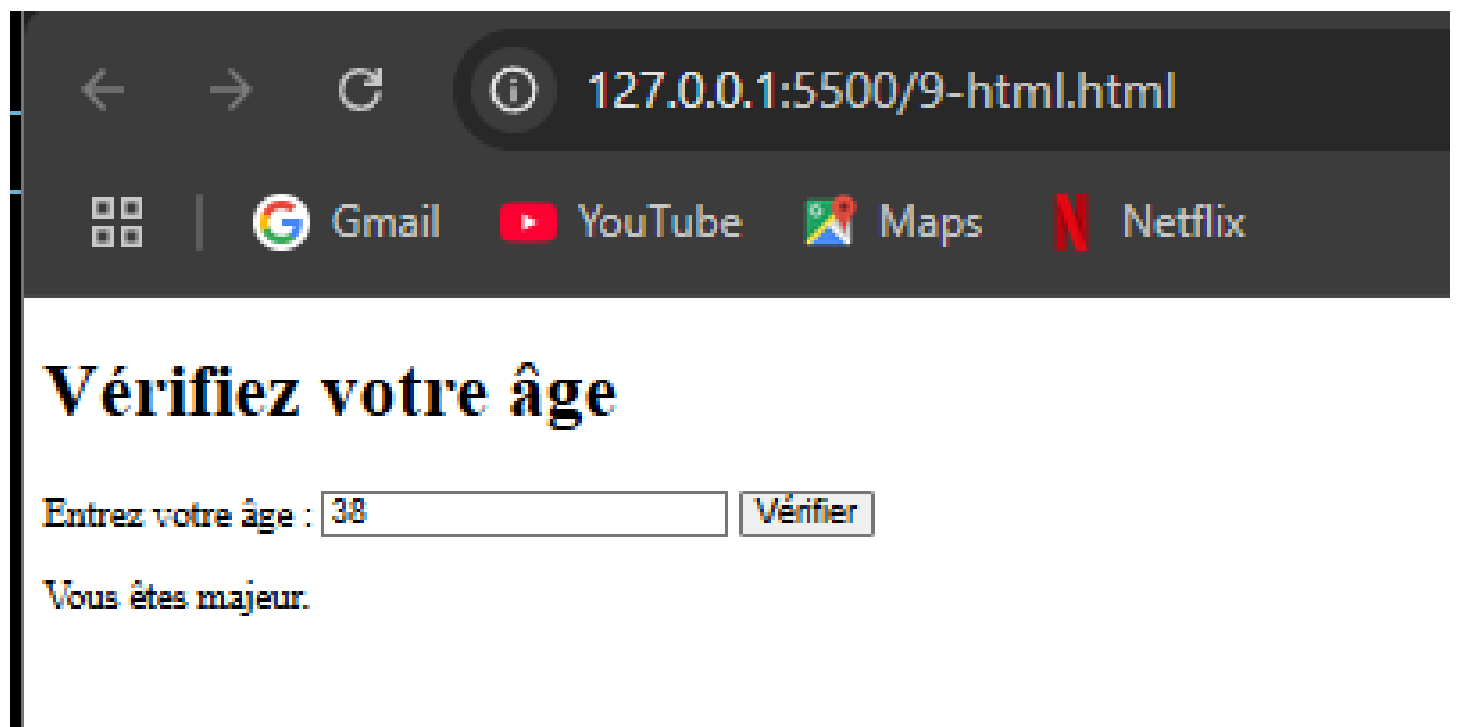 127.0.0.1:5500/9-html.html
Gmail YouTube Maps Netflix
Vérifiez votre âge
Entrez votre âge : 38 Vérifier
Vous êtes majeur.